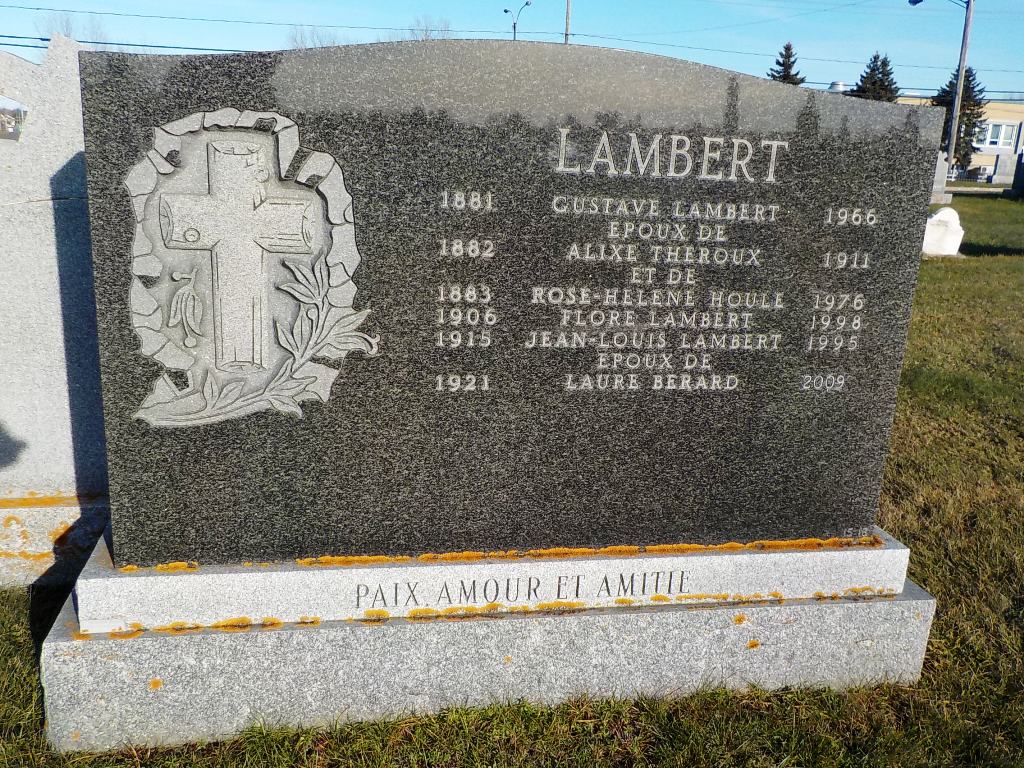 LAMBERT
1881 GUSTAVE LAMBERT 1966
EPOUX DE
1882 ALIXE THEROUX 1911
ET DE
1883 ROSE-HELENE HOULE 1976
1906 FLORE LAMBERT 1998
1915 JEAN-LOUIS LAMBERT 1995
EPOUX DE
1921 LAURE BERARD 2009
PAIX AMOUR ET AMITIE